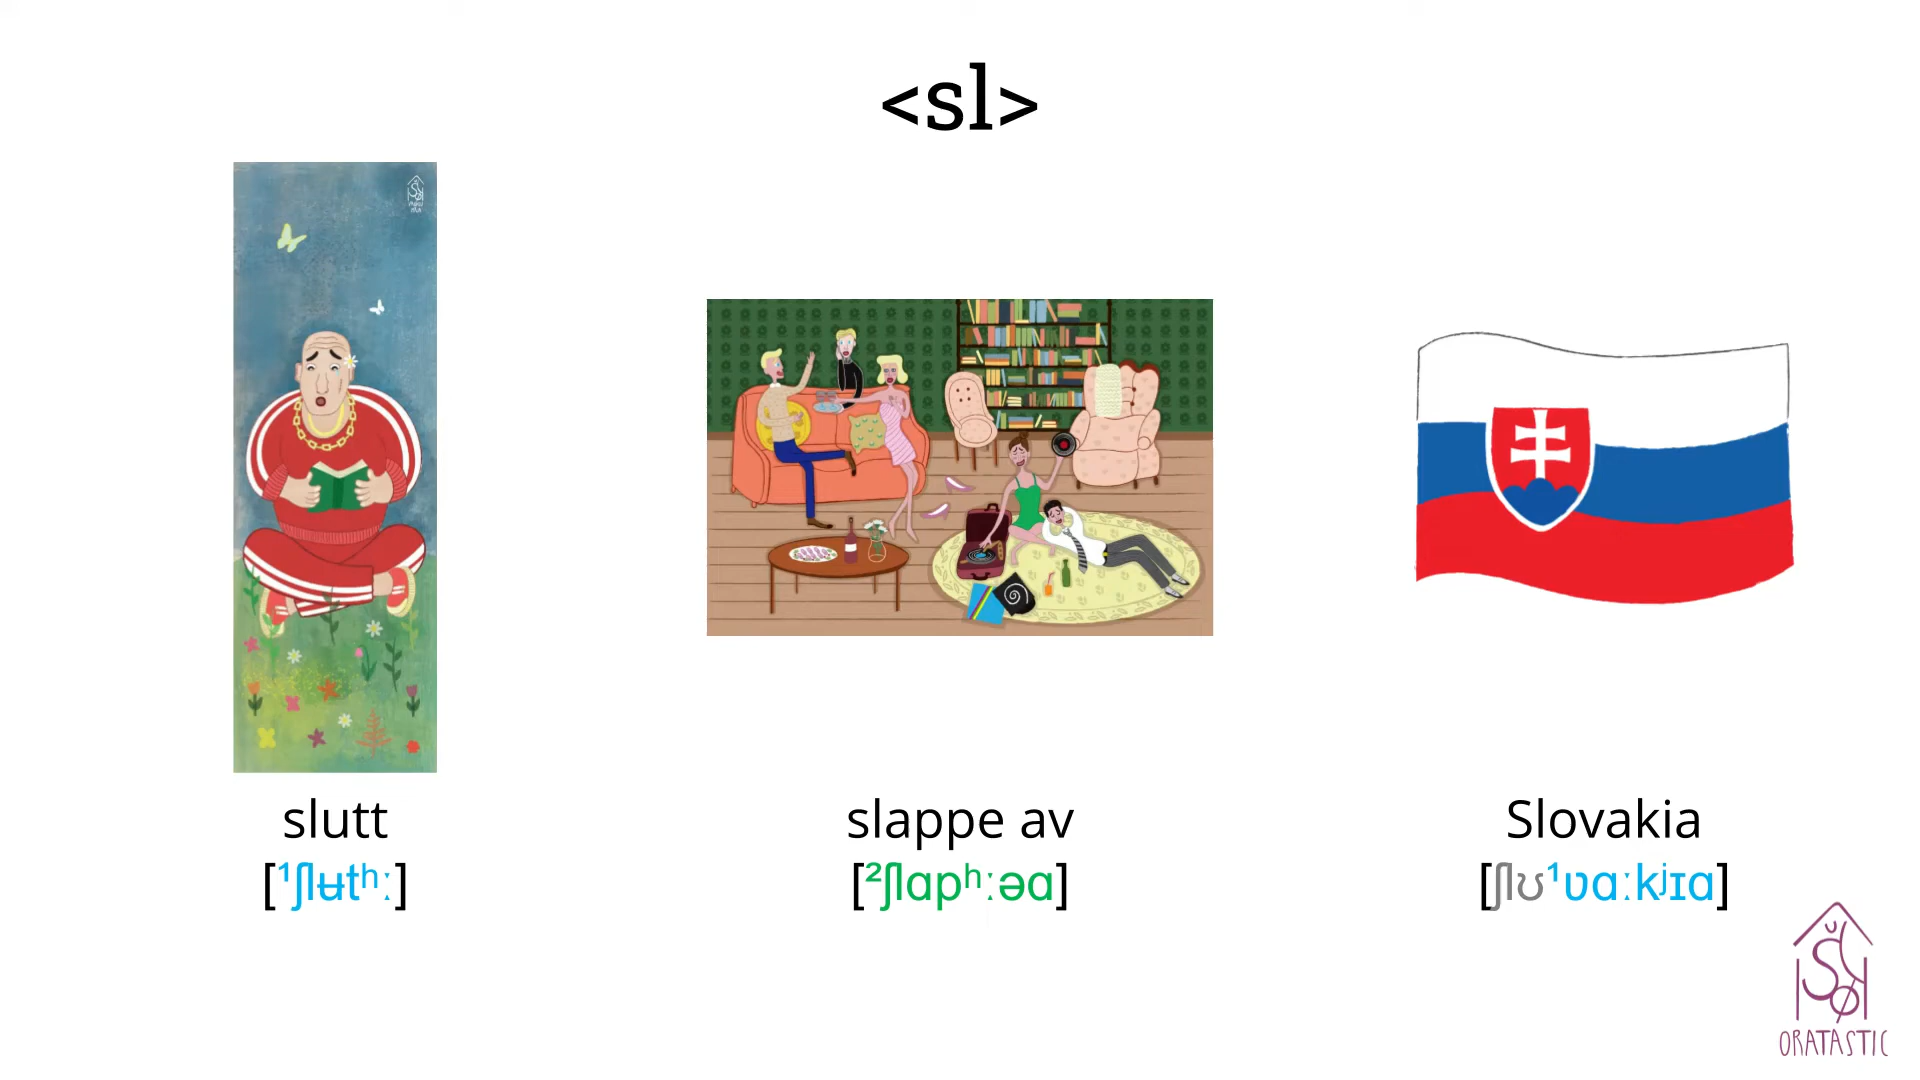 <sl>
slutt
[¹ʃlʉtʰː]
slappe av
[²ʃlɑpʰːəɑ]
Slovakia
[ʃlʊ¹ʋɑːkʲɪɑ]
ORATASTIC